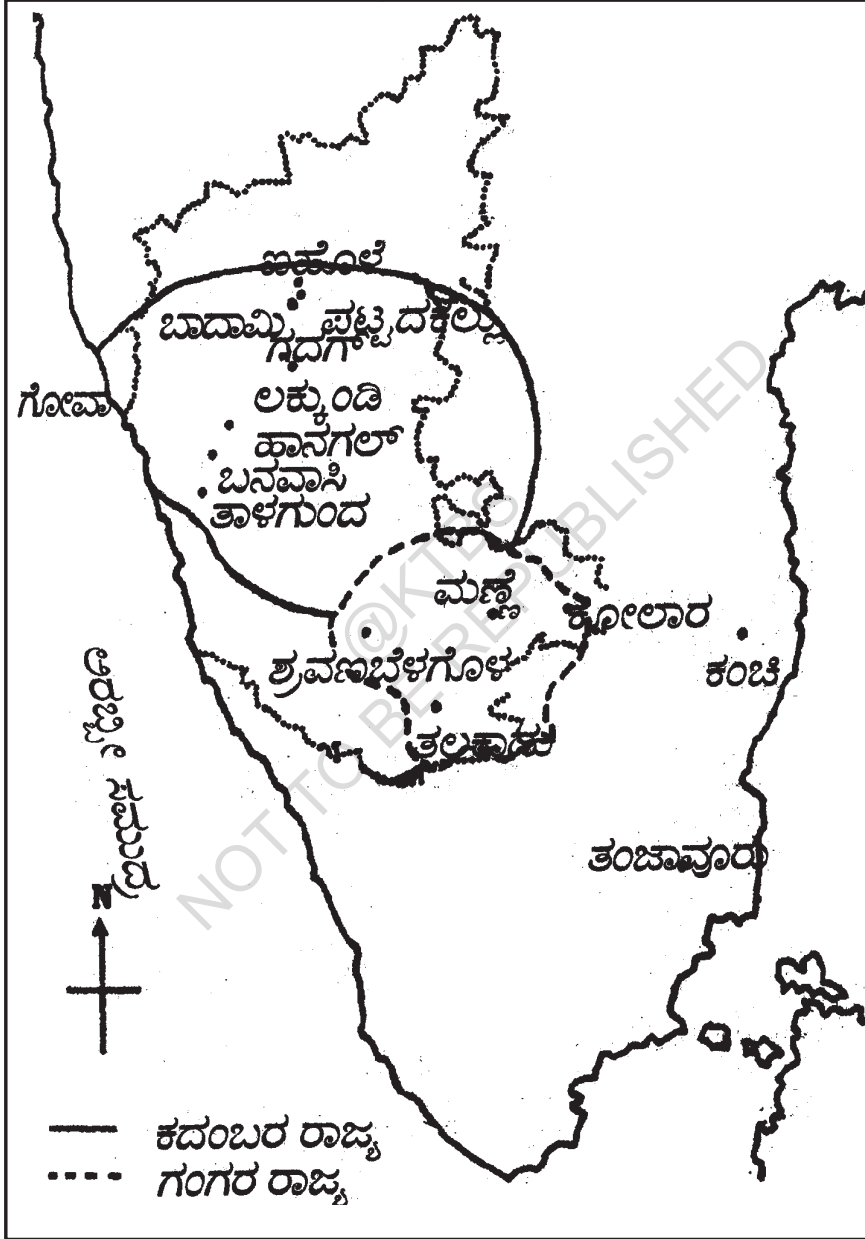 ಐಹೊಳೆ
ಬಾದಾಮಿ ಪಟ್ಟದಕಲ್ಲು
ಗದಗ್
ಗೋವಾ
ಲಕ್ಕುಂಡಿ
ಹಾನಗಲ್
ಬನವಾಸಿ
ತಾಳಗುಂದ
ಮಣ್ಣೆ
ಕೋಲಾರ
ಶ್ರವಣಬೆಳಗೊಳ
ಕಂಚಿ
ತಲಕಾಡು
ಅರಬ್ಬೀ ಸಮುದ್ರ
ತಂಜಾವೂರು
N
ಕದಂಬರ ರಾಜ್ಯ
ಗಂಗರ ರಾಜ್ಯ
@KTBS
NOT TO BE REPUBLISHED